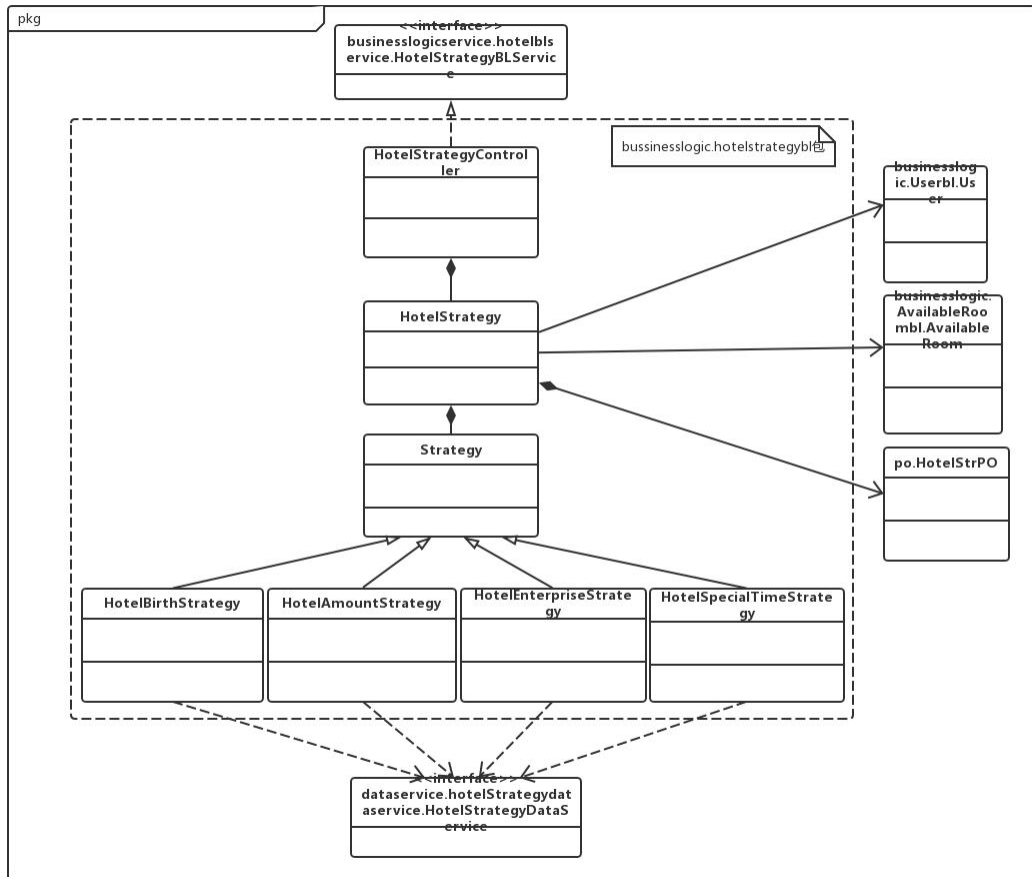 pkg
<<interface>>
businesslogicservice.hotelbls
ervice.HotelStrategyBLServic
e
HotelStrategyControl
ler
bussinesslogic.hotelstrategybl包
businesslog
ic.Userbl.Us
er
HotelStrategy
businesslogic.
AvailableRoo
mbl.Available
Room
Strategy
po.HotelStrPO
HotelBirthStrategy
HotelAmountStrategy
HotelEnterpriseStrate
gy
HotelSpecialTimeStrate
gy
<<interface>>
dataservice.hotelStrategydat
aservice.HotelStrategyDataS
ervice